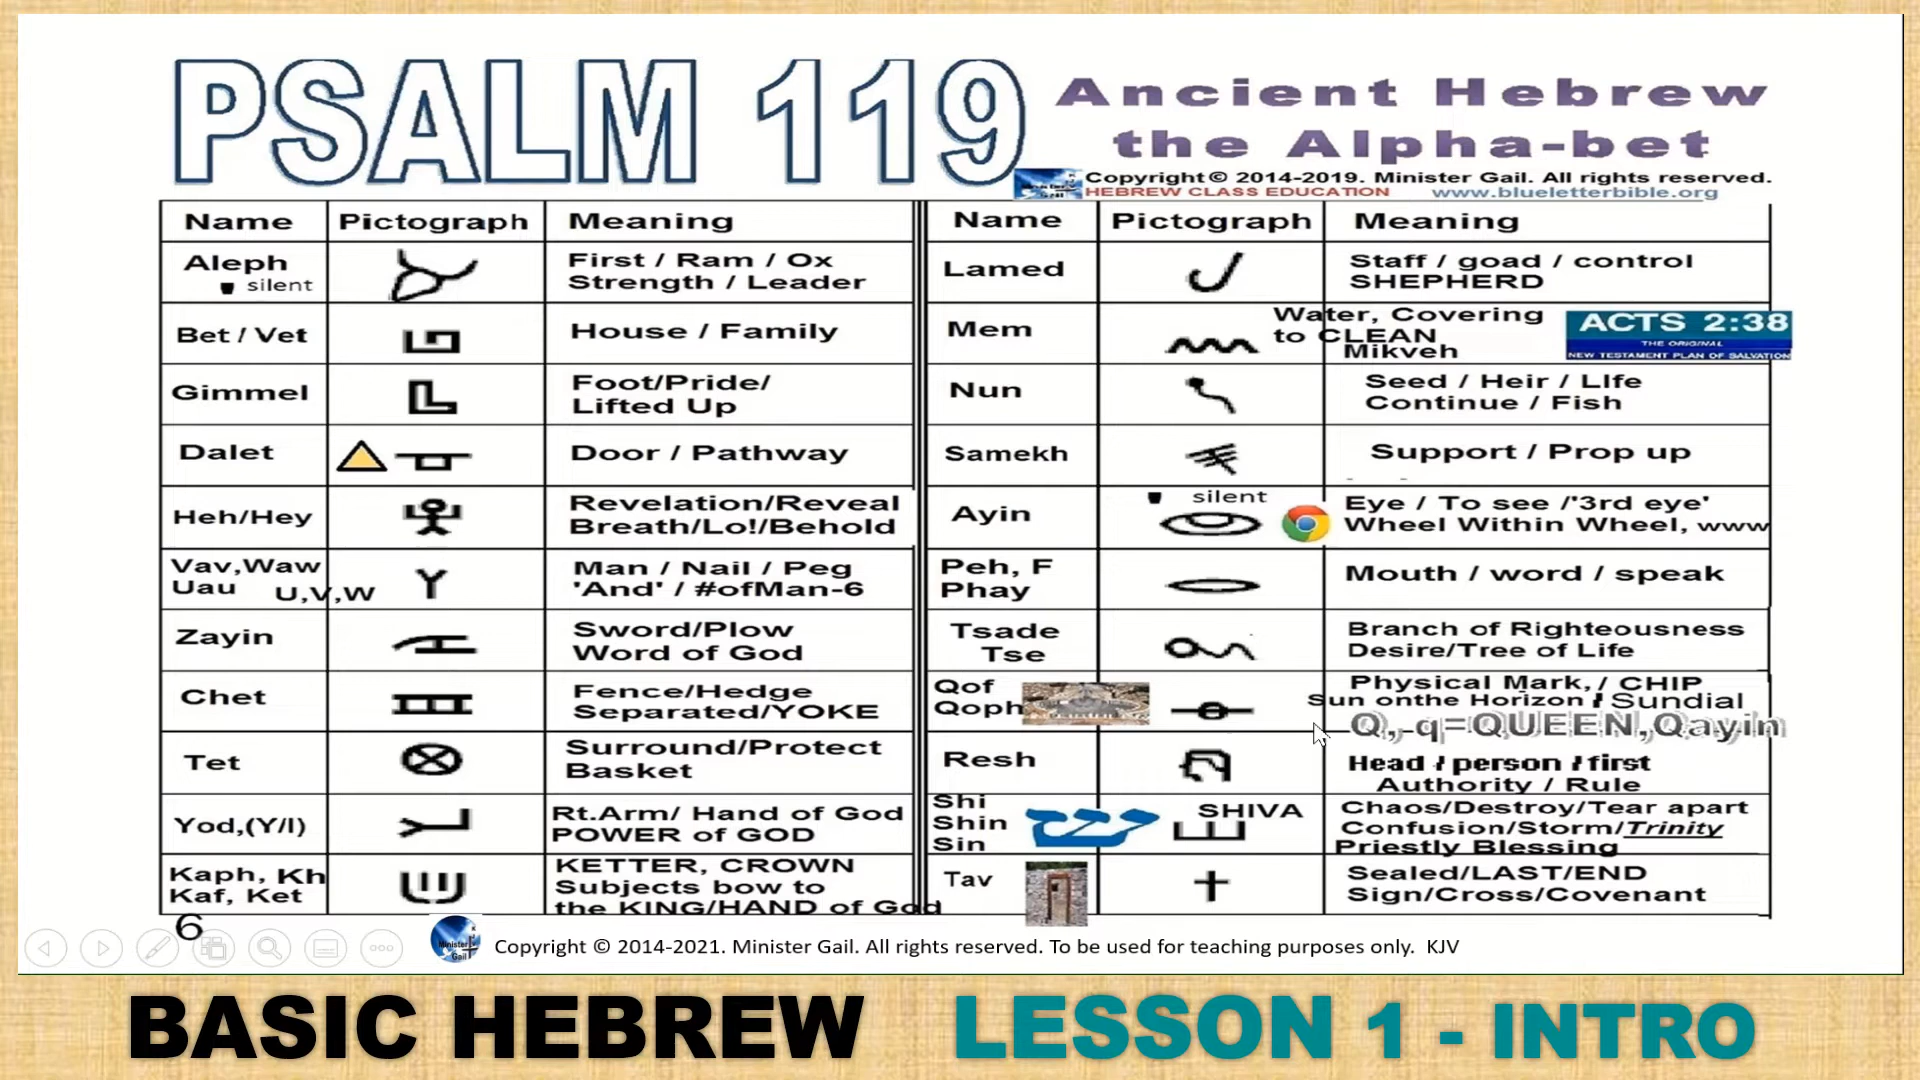 PSALM 119
Ancient Hebrew
the Alpha-bet
Copyright © 2014-2019. Minister Gail. All rights reserved.
HEBREW CLASS EDUCATION www.blueletterbible.org
Name Pictograph Meaning
Aleph
silent
First / Ram / Ox
Strength / Leader
Bet / Vet
House / Family
Gimmel
Foot/Pride/
Lifted Up
Dalet
Door / Pathway
Heh/Hey
Revelation/Reveal
Breath/Lo!/Behold
Vav,Waw
Uau U,V,W
Man / Nail / Peg
'And' / #ofMan-6
Zayin
Sword/Plow
Word of God
Chet
Fence/Hedge
Separated/YOKE
Tet
Surround/Protect
Basket
Yod,(Y/I)
Rt.Arm/ Hand of God
POWER of GOD
Kaph, Kh
Kaf, Ket
KETTER, CROWN
Subjects bow to
the KING/HAND of God
Name Pictograph Meaning
Lamed
Staff / goad / control
SHEPHERD
Mem
Water, Covering
to CLEAN
Mikveh
ACTS 2:38
THE ORIGINAL
NEW TESTAMENT PLAN OF SALVATION
Nun
Seed / Heir / LIfe
Continue / Fish
Samekh
Support / Prop up
Ayin
silent
Eye / To see /'3rd eye'
Wheel Within Wheel, www
Peh, F
Phay
Mouth / word / speak
Tsade
Tse
Branch of Righteousness
Desire/Tree of Life
Qof
Qoph
Physical Mark, / CHIP
Sun onthe Horizon / Sundial
Q, q=QUEEN,Qayin
Resh
Head / person / first
Authority / Rule
Shi
Shin
Sin
SHIVA
Chaos/Destroy/Tear apart
Confusion/Storm/Trinity
Priestly Blessing
Tav
Sealed/LAST/END
Sign/Cross/Covenant
6
Minister
Gail
Copyright © 2014-2021. Minister Gail. All rights reserved. To be used for teaching purposes only. KJV
BASIC HEBREW LESSON 1 - INTRO